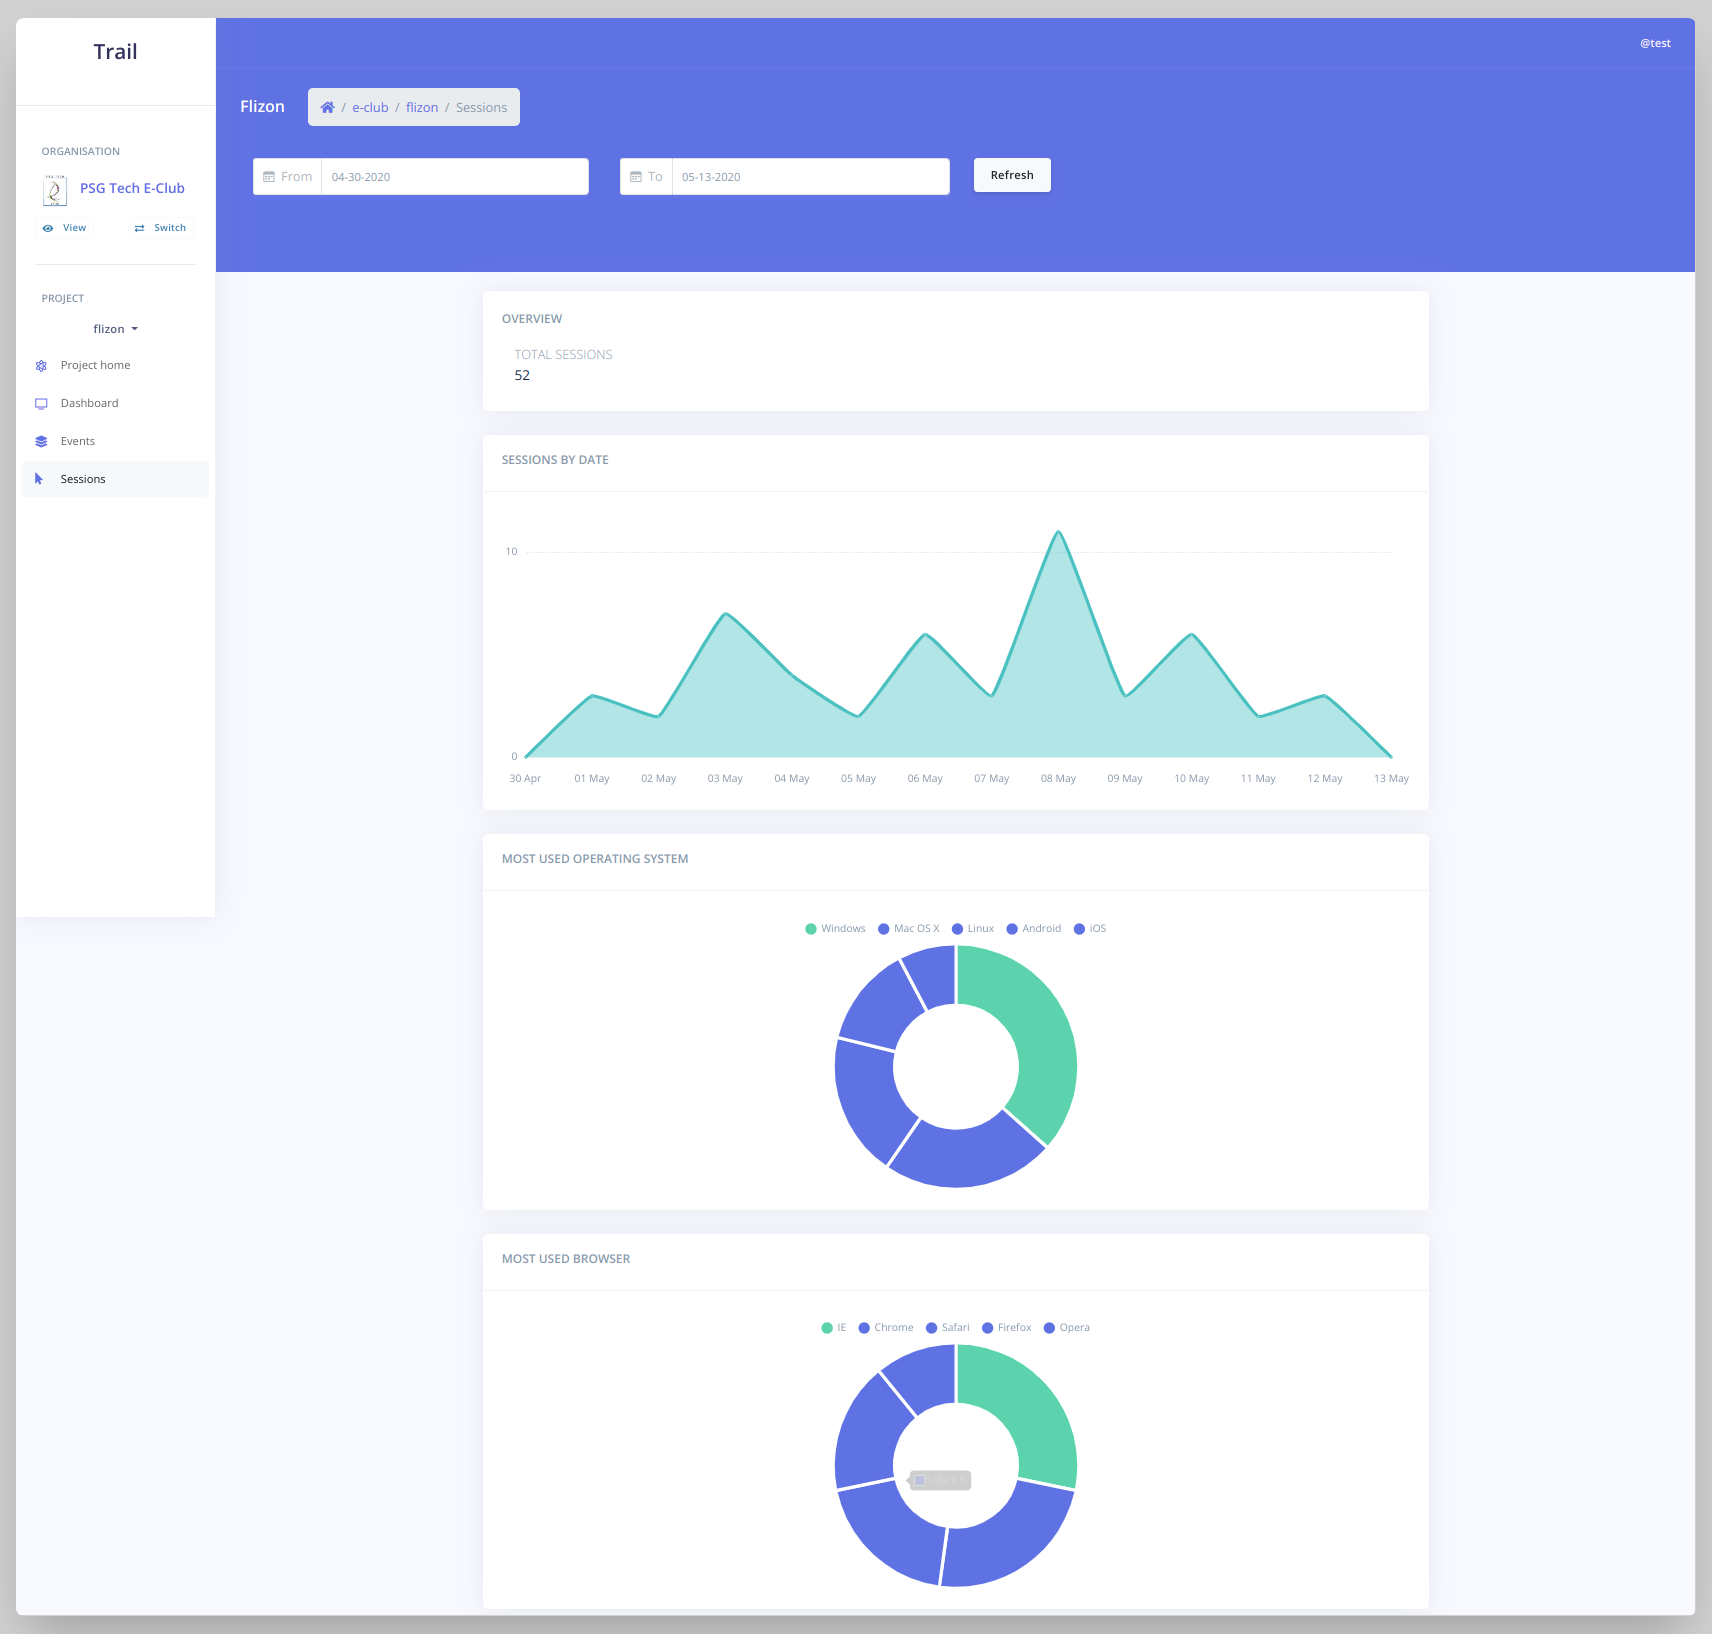 Trail
@test
Flizon
/ e-club / flizon / Sessions
From 04-30-2020
To 05-13-2020
Refresh
ORGANISATION
PSG Tech E-Club
View
Switch
PROJECT
flizon
Project home
Dashboard
Events
Sessions
OVERVIEW
TOTAL SESSIONS
52
SESSIONS BY DATE
10
0
30 Apr 01 May 02 May 03 May 04 May 05 May 06 May 07 May 08 May 09 May 10 May 11 May 12 May 13 May
MOST USED OPERATING SYSTEM
Windows Mac OS X Linux Android iOS
MOST USED BROWSER
IE Chrome Safari Firefox Opera